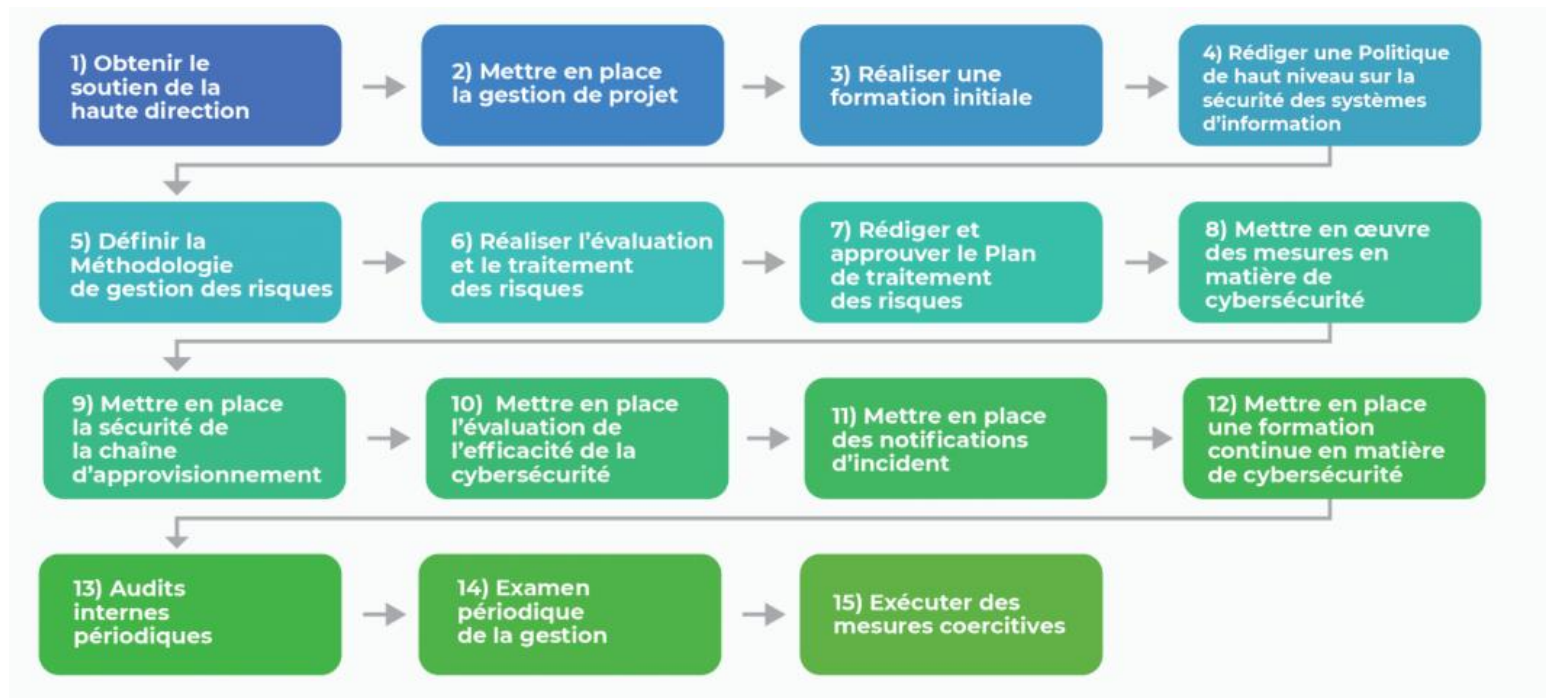 1) Obtenir le
soutien de la
haute direction
2) Mettre en place
la gestion de projet
3) Réaliser une
formation initiale
4) Rédiger une Politique
de haut niveau sur la
sécurité des systèmes
d'information
5) Définir la
Méthodologie
de gestion des risques
6) Réaliser l'évaluation
et le traitement
des risques
7) Rédiger et
approuver le Plan
de traitement
des risques
8) Mettre en œuvre
des mesures en
matière de
cybersécurité
9) Mettre en place
la sécurité de
la chaîne
d'approvisionnement
10) Mettre en place
l'évaluation de
l'efficacité de la
cybersécurité
11) Mettre en place
des notifications
d'incident
12) Mettre en place
une formation
continue en matière
de cybersécurité
13) Audits
internes
périodiques
14) Examen
périodique
de la gestion
15) Exécuter des
mesures coercitives